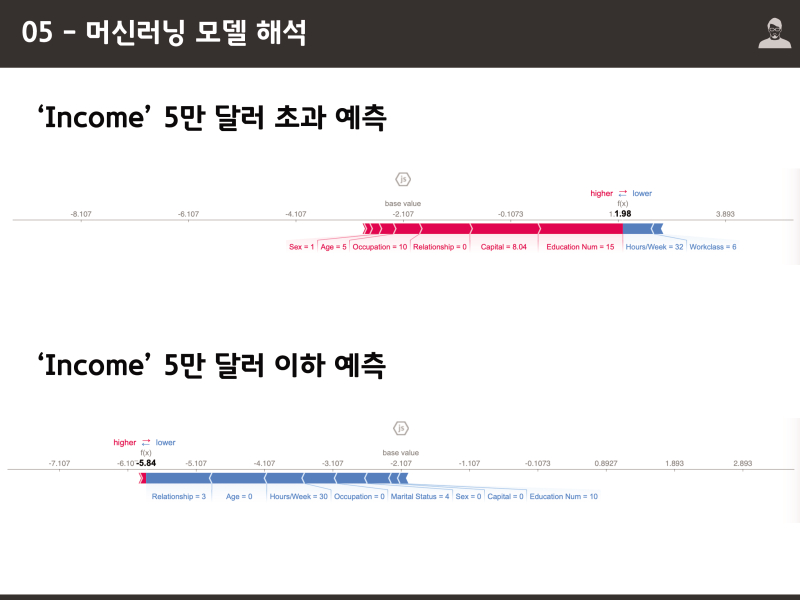 05 - 머신러닝 모델 해석
‘Income’ 5만 달러 초과 예측
js
higher ⇄ lower
base value f(x)
-8.107 -6.107 -4.107 -2.107 -0.1073 1.98 3.893
Sex = 1 Age = 5 Occupation = 10 Relationship = 0 Capital = 8.04 Education Num = 15 Hours/Week = 32 Workclass = 6
‘Income’ 5만 달러 이하 예측
js
higher ⇄ lower
f(x) base value
-7.107 -6.107 -5.84 -5.107 -4.107 -3.107 -2.107 -1.107 -0.1073 0.8927 1.893 2.893
Relationship = 3 Age = 0 Hours/Week = 30 Occupation = 0 Marital Status = 4 Sex = 0 Capital = 0 Education Num = 10